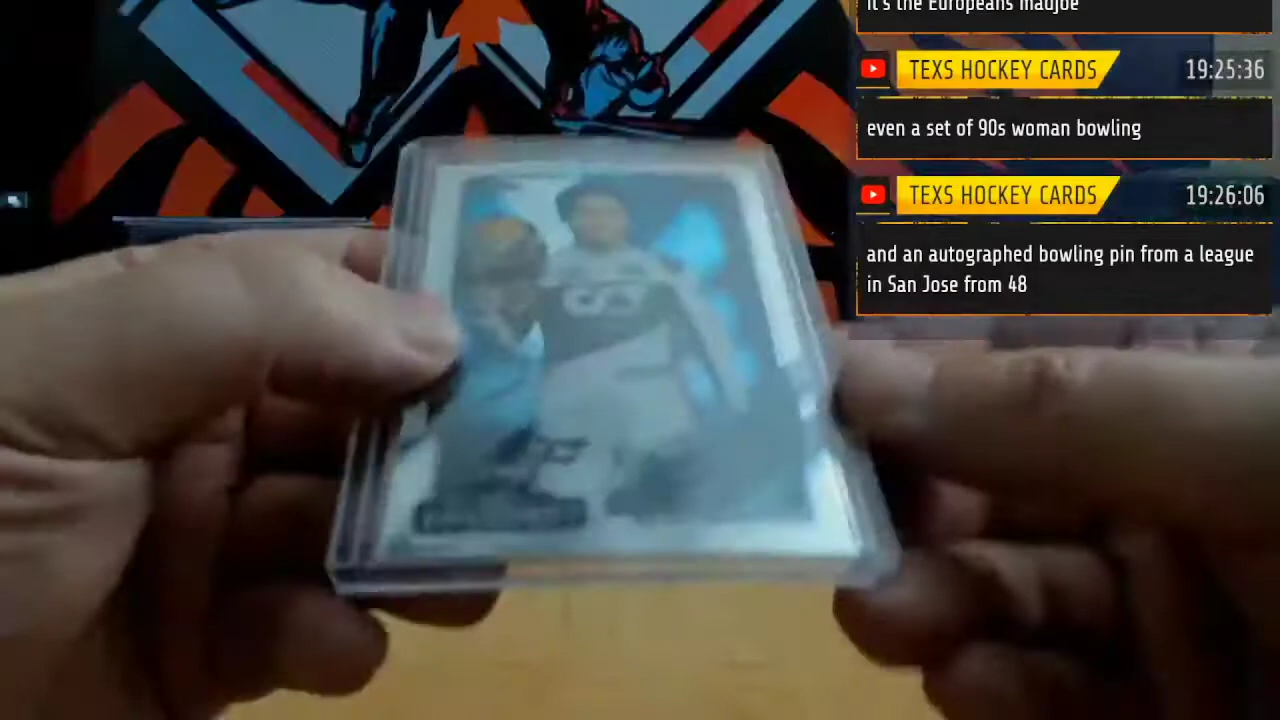 it's the Europeans maujoe
TEXS HOCKEY CARDS 19:25:36
even a set of 90s woman bowling
TEXS HOCKEY CARDS 19:26:06
and an autographed bowling pin from a league
in San Jose from 48